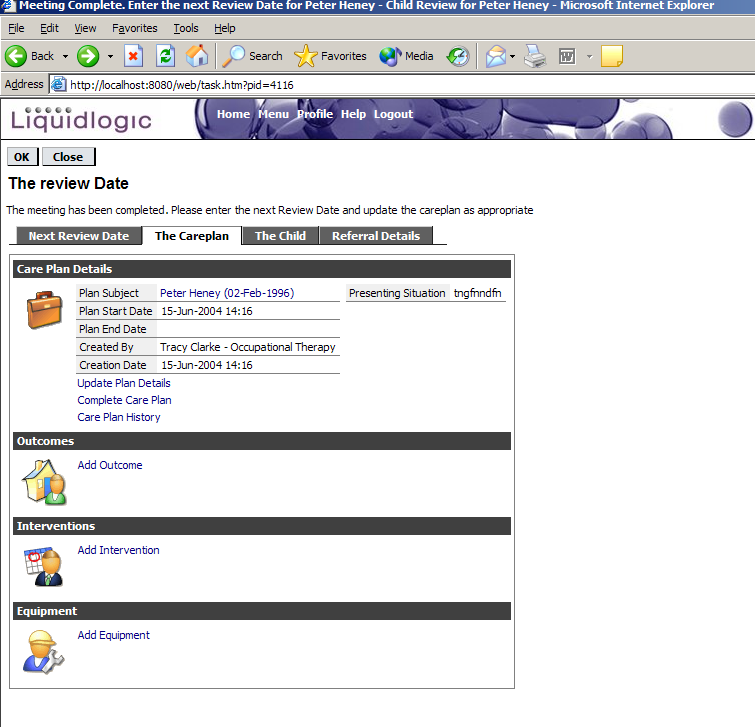 Meeting Complete. Enter the next Review Date for Peter Heney - Child Review for Peter Heney - Microsoft Internet Explorer
File Edit View Favorites Tools Help
Back Search Favorites Media
Address http://localhost:8080/web/task.htm?pid=4116
Liquidlogic Home Menu Profile Help Logout
OK Close
The review Date
The meeting has been completed. Please enter the next Review Date and update the careplan as appropriate
Next Review Date The Careplan The Child Referral Details
Care Plan Details
Plan Subject Peter Heney (02-Feb-1996) Presenting Situation tngfnndfn
Plan Start Date 15-Jun-2004 14:16
Plan End Date
Created By Tracy Clarke - Occupational Therapy
Creation Date 15-Jun-2004 14:16
Update Plan Details
Complete Care Plan
Care Plan History
Outcomes
Add Outcome
Interventions
Add Intervention
Equipment
Add Equipment